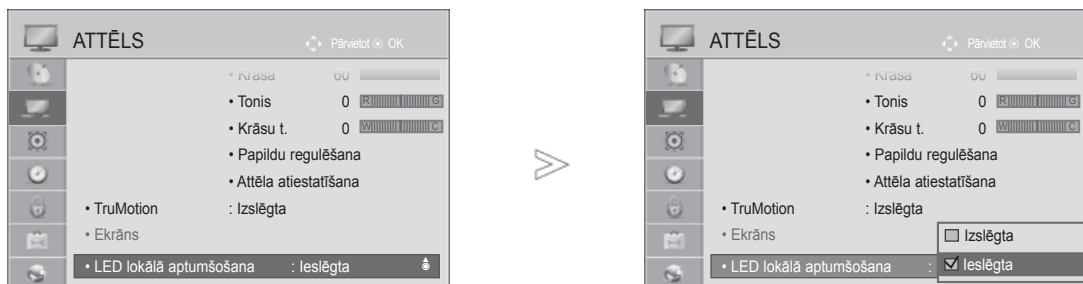 ATTĒLS
Pārvietot OK
• Krāsa 60
• Tonis 0 R G
• Krāsu t. 0 W C
• Papildu regulēšana
• Attēla atiestatīšana
• TruMotion : Izslēgta
• Ekrāns
• LED lokālā aptumšošana : Ieslēgta
>
ATTĒLS
Pārvietot OK
• Krāsa 60
• Tonis 0 R G
• Krāsu t. 0 W C
• Papildu regulēšana
• Attēla atiestatīšana
• TruMotion : Izslēgta
• Ekrāns
Izslēgta
• LED lokālā aptumšošana : Ieslēgta